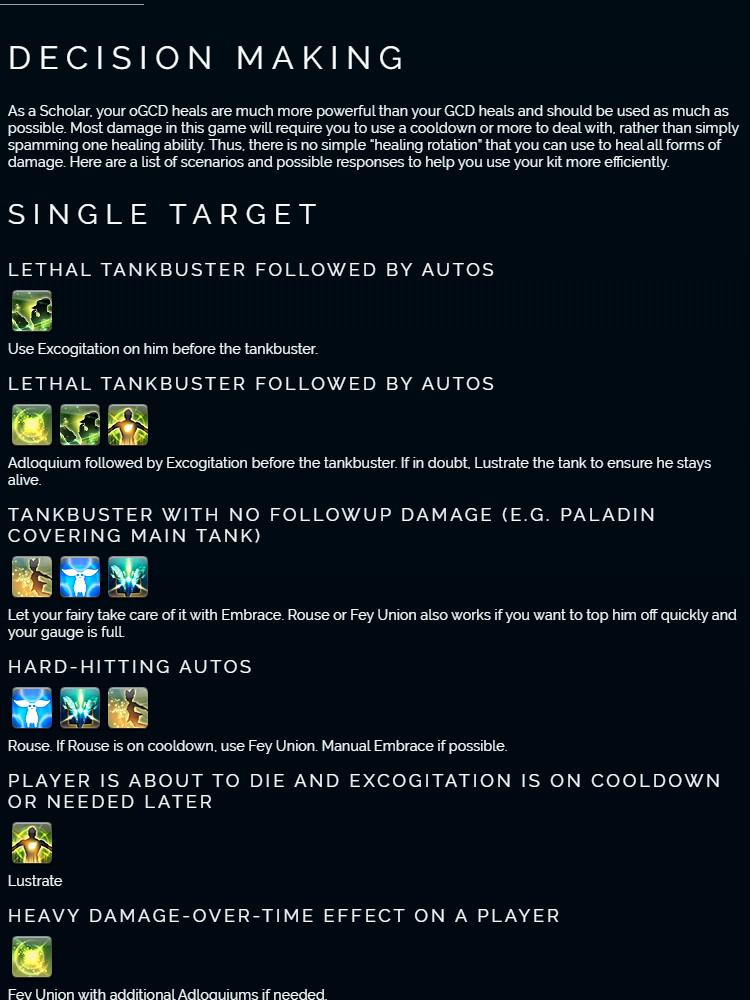 DECISION MAKING
As a Scholar, your oGCD heals are much more powerful than your GCD heals and should be used as much as
possible. Most damage in this game will require you to use a cooldown or more to deal with, rather than simply
spamming one healing ability. Thus, there is no simple "healing rotation" that you can use to heal all forms of
damage. Here are a list of scenarios and possible responses to help you use your kit more efficiently.
SINGLE TARGET
LETHAL TANKBUSTER FOLLOWED BY AUTOS
Use Excogitation on him before the tankbuster.
LETHAL TANKBUSTER FOLLOWED BY AUTOS
Adloquium followed by Excogitation before the tankbuster. If in doubt, Lustrate the tank to ensure he stays
alive.
TANKBUSTER WITH NO FOLLOWUP DAMAGE (E.G. PALADIN
COVERING MAIN TANK)
Let your fairy take care of it with Embrace. Rouse or Fey Union also works if you want to top him off quickly and
your gauge is full.
HARD-HITTING AUTOS
Rouse. If Rouse is on cooldown, use Fey Union. Manual Embrace if possible.
PLAYER IS ABOUT TO DIE AND EXCOGITATION IS ON COOLDOWN
OR NEEDED LATER
Lustrate
HEAVY DAMAGE-OVER-TIME EFFECT ON A PLAYER
Fey Union with additional Adloquiums if needed.